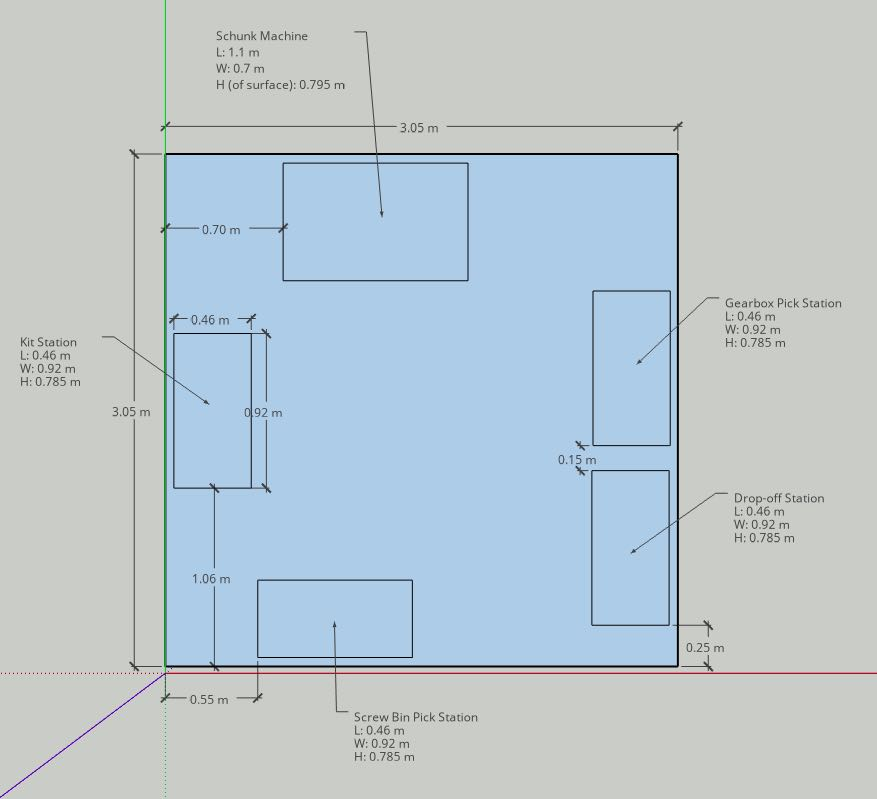 Schunk Machine
L: 1.1 m
W: 0.7 m
H (of surface): 0.795 m
3.05 m
0.70 m
Gearbox Pick Station
L: 0.46 m
W: 0.92 m
H: 0.785 m
0.46 m
Kit Station
L: 0.46 m
W: 0.92 m
H: 0.785 m
3.05 m
0.92 m
0.15 m
Drop-off Station
L: 0.46 m
W: 0.92 m
H: 0.785 m
1.06 m
0.25 m
0.55 m
Screw Bin Pick Station
L: 0.46 m
W: 0.92 m
H: 0.785 m